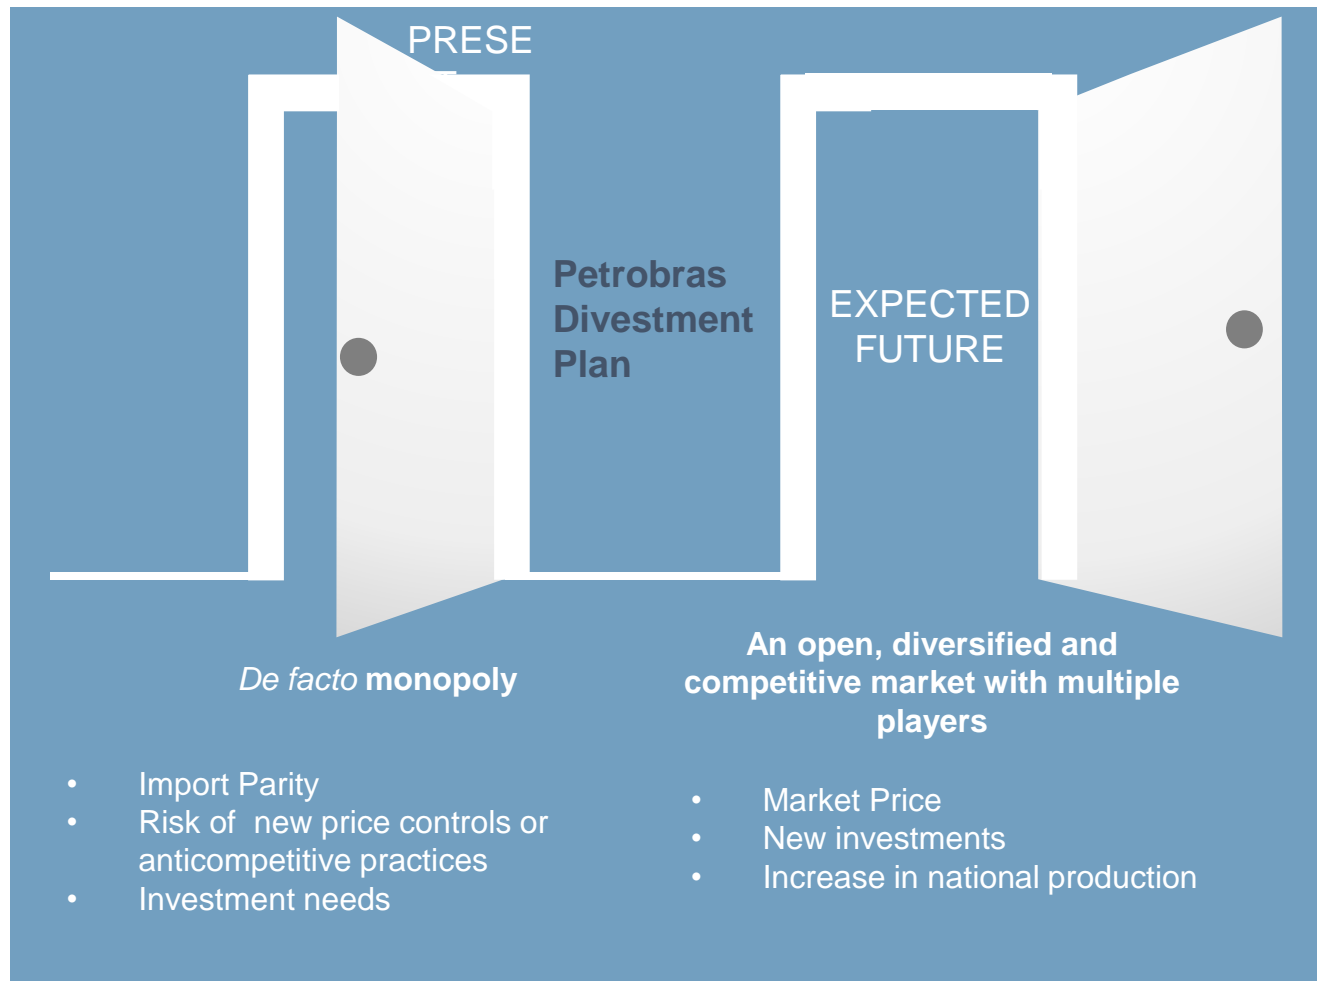 PRESE
Petrobras
Divestment
Plan
EXPECTED
FUTURE
De facto monopoly
An open, diversified and
competitive market with multiple
players
• Import Parity
• Risk of new price controls or
anticompetitive practices
• Investment needs
• Market Price
• New investments
• Increase in national production